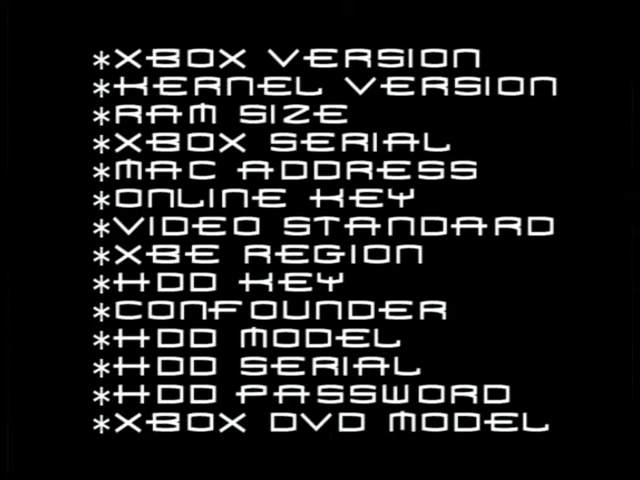 *XBOX VERSION
*KERNEL VERSION
*RAM SIZE
*XBOX SERIAL
*MAC ADDRESS
*ONLINE KEY
*VIDEO STANDARD
*XBE REGION
*HDD KEY
*CONFOUNDER
*HDD MODEL
*HDD SERIAL
*HDD PASSWORD
*XBOX DVD MODEL